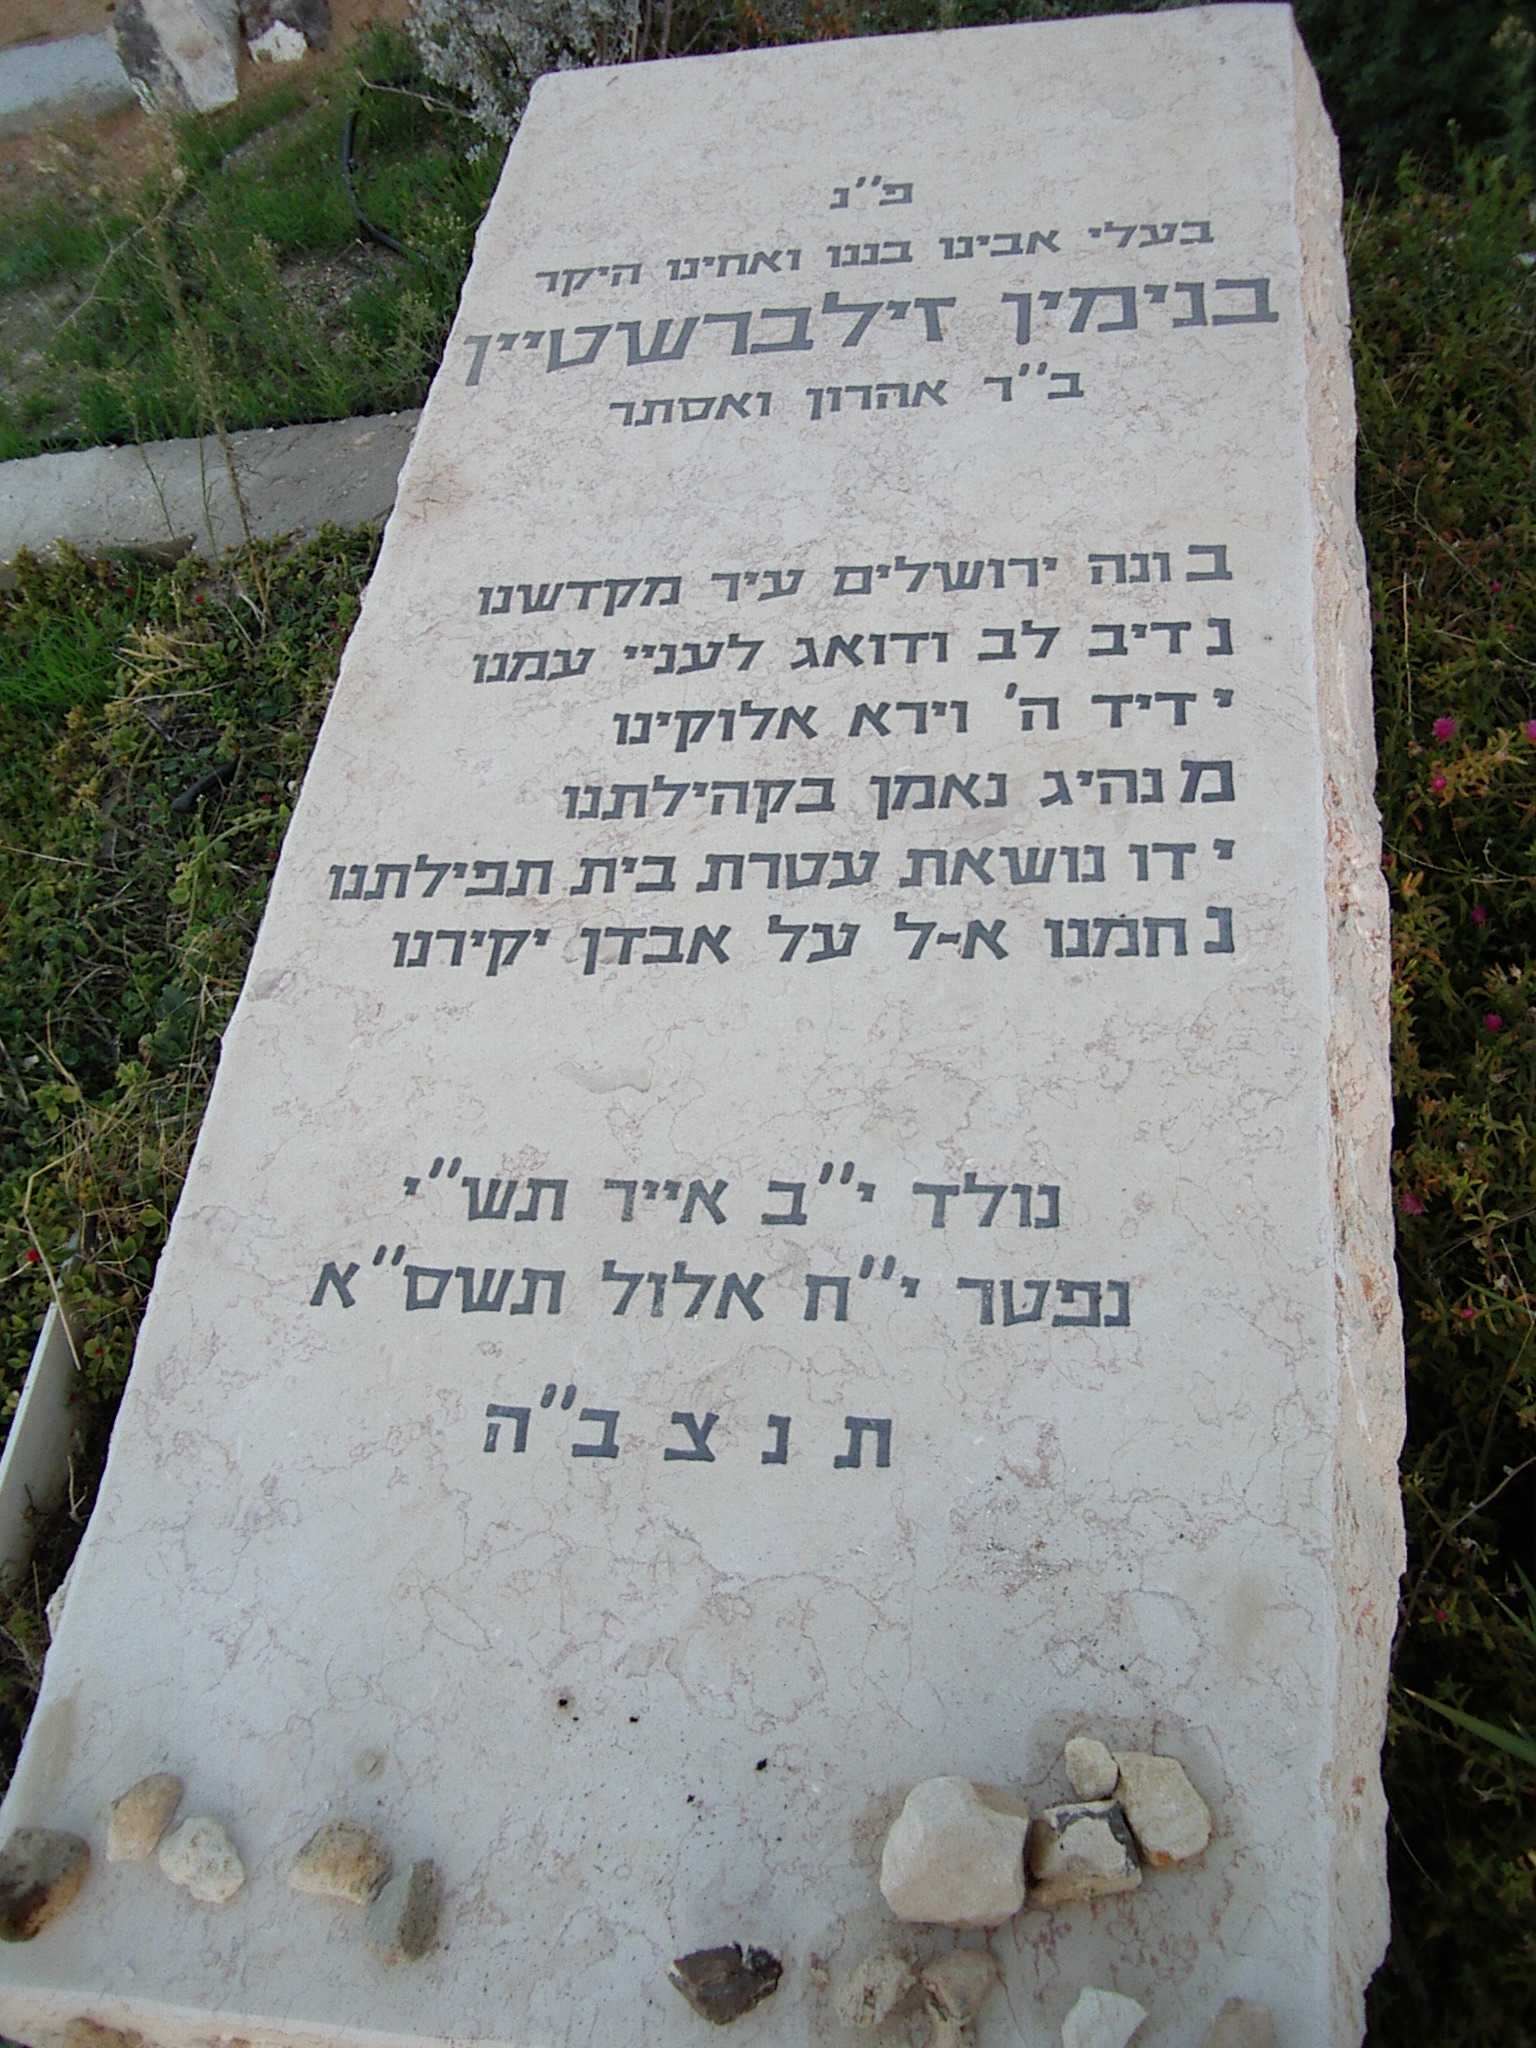 פ"נ
בעלי אבינו בננו ואחינו היקר
בנימין זילברשטיין
ב"ר אהרון ואסתר
בונה ירושלים עיר מקדשנו
נדיב לב ודואג לעניי עמנו
ידיד ה' וירא אלוקינו
מנהיג נאמן בקהילתנו
ידו נושאת עטרת בית תפילתנו
נחמנו א-ל על אבדן יקירנו
נולד י"ב אייר תש"י
נפטר י"ח אלול תשס"א
ת נ צ ב"ה